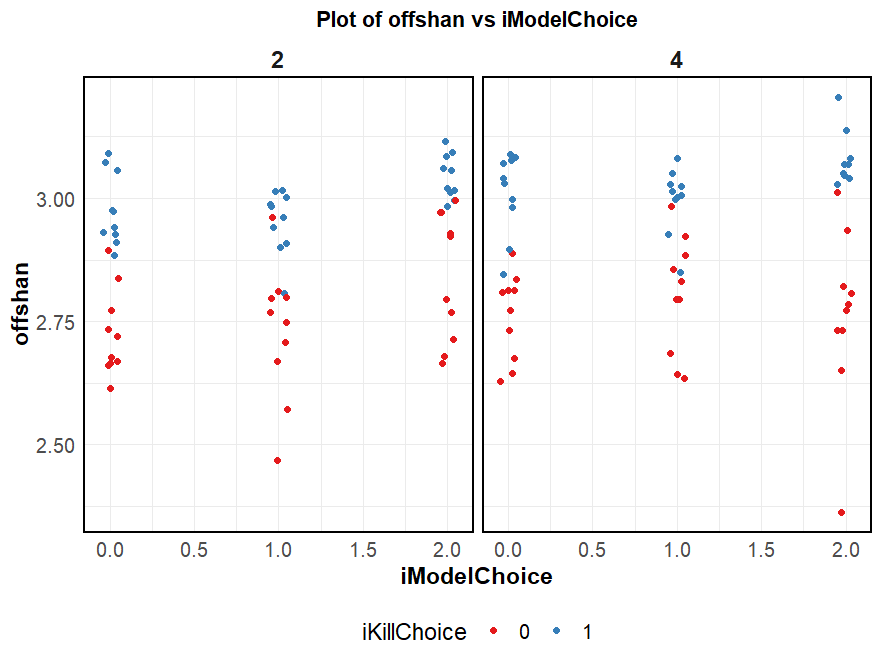 Plot of offshan vs iModelChoice
2 4
3.00
2.75
2.50
offshan
0.0 0.5 1.0 1.5 2.0 0.0 0.5 1.0 1.5 2.0
iModelChoice
iKillChoice 0 1